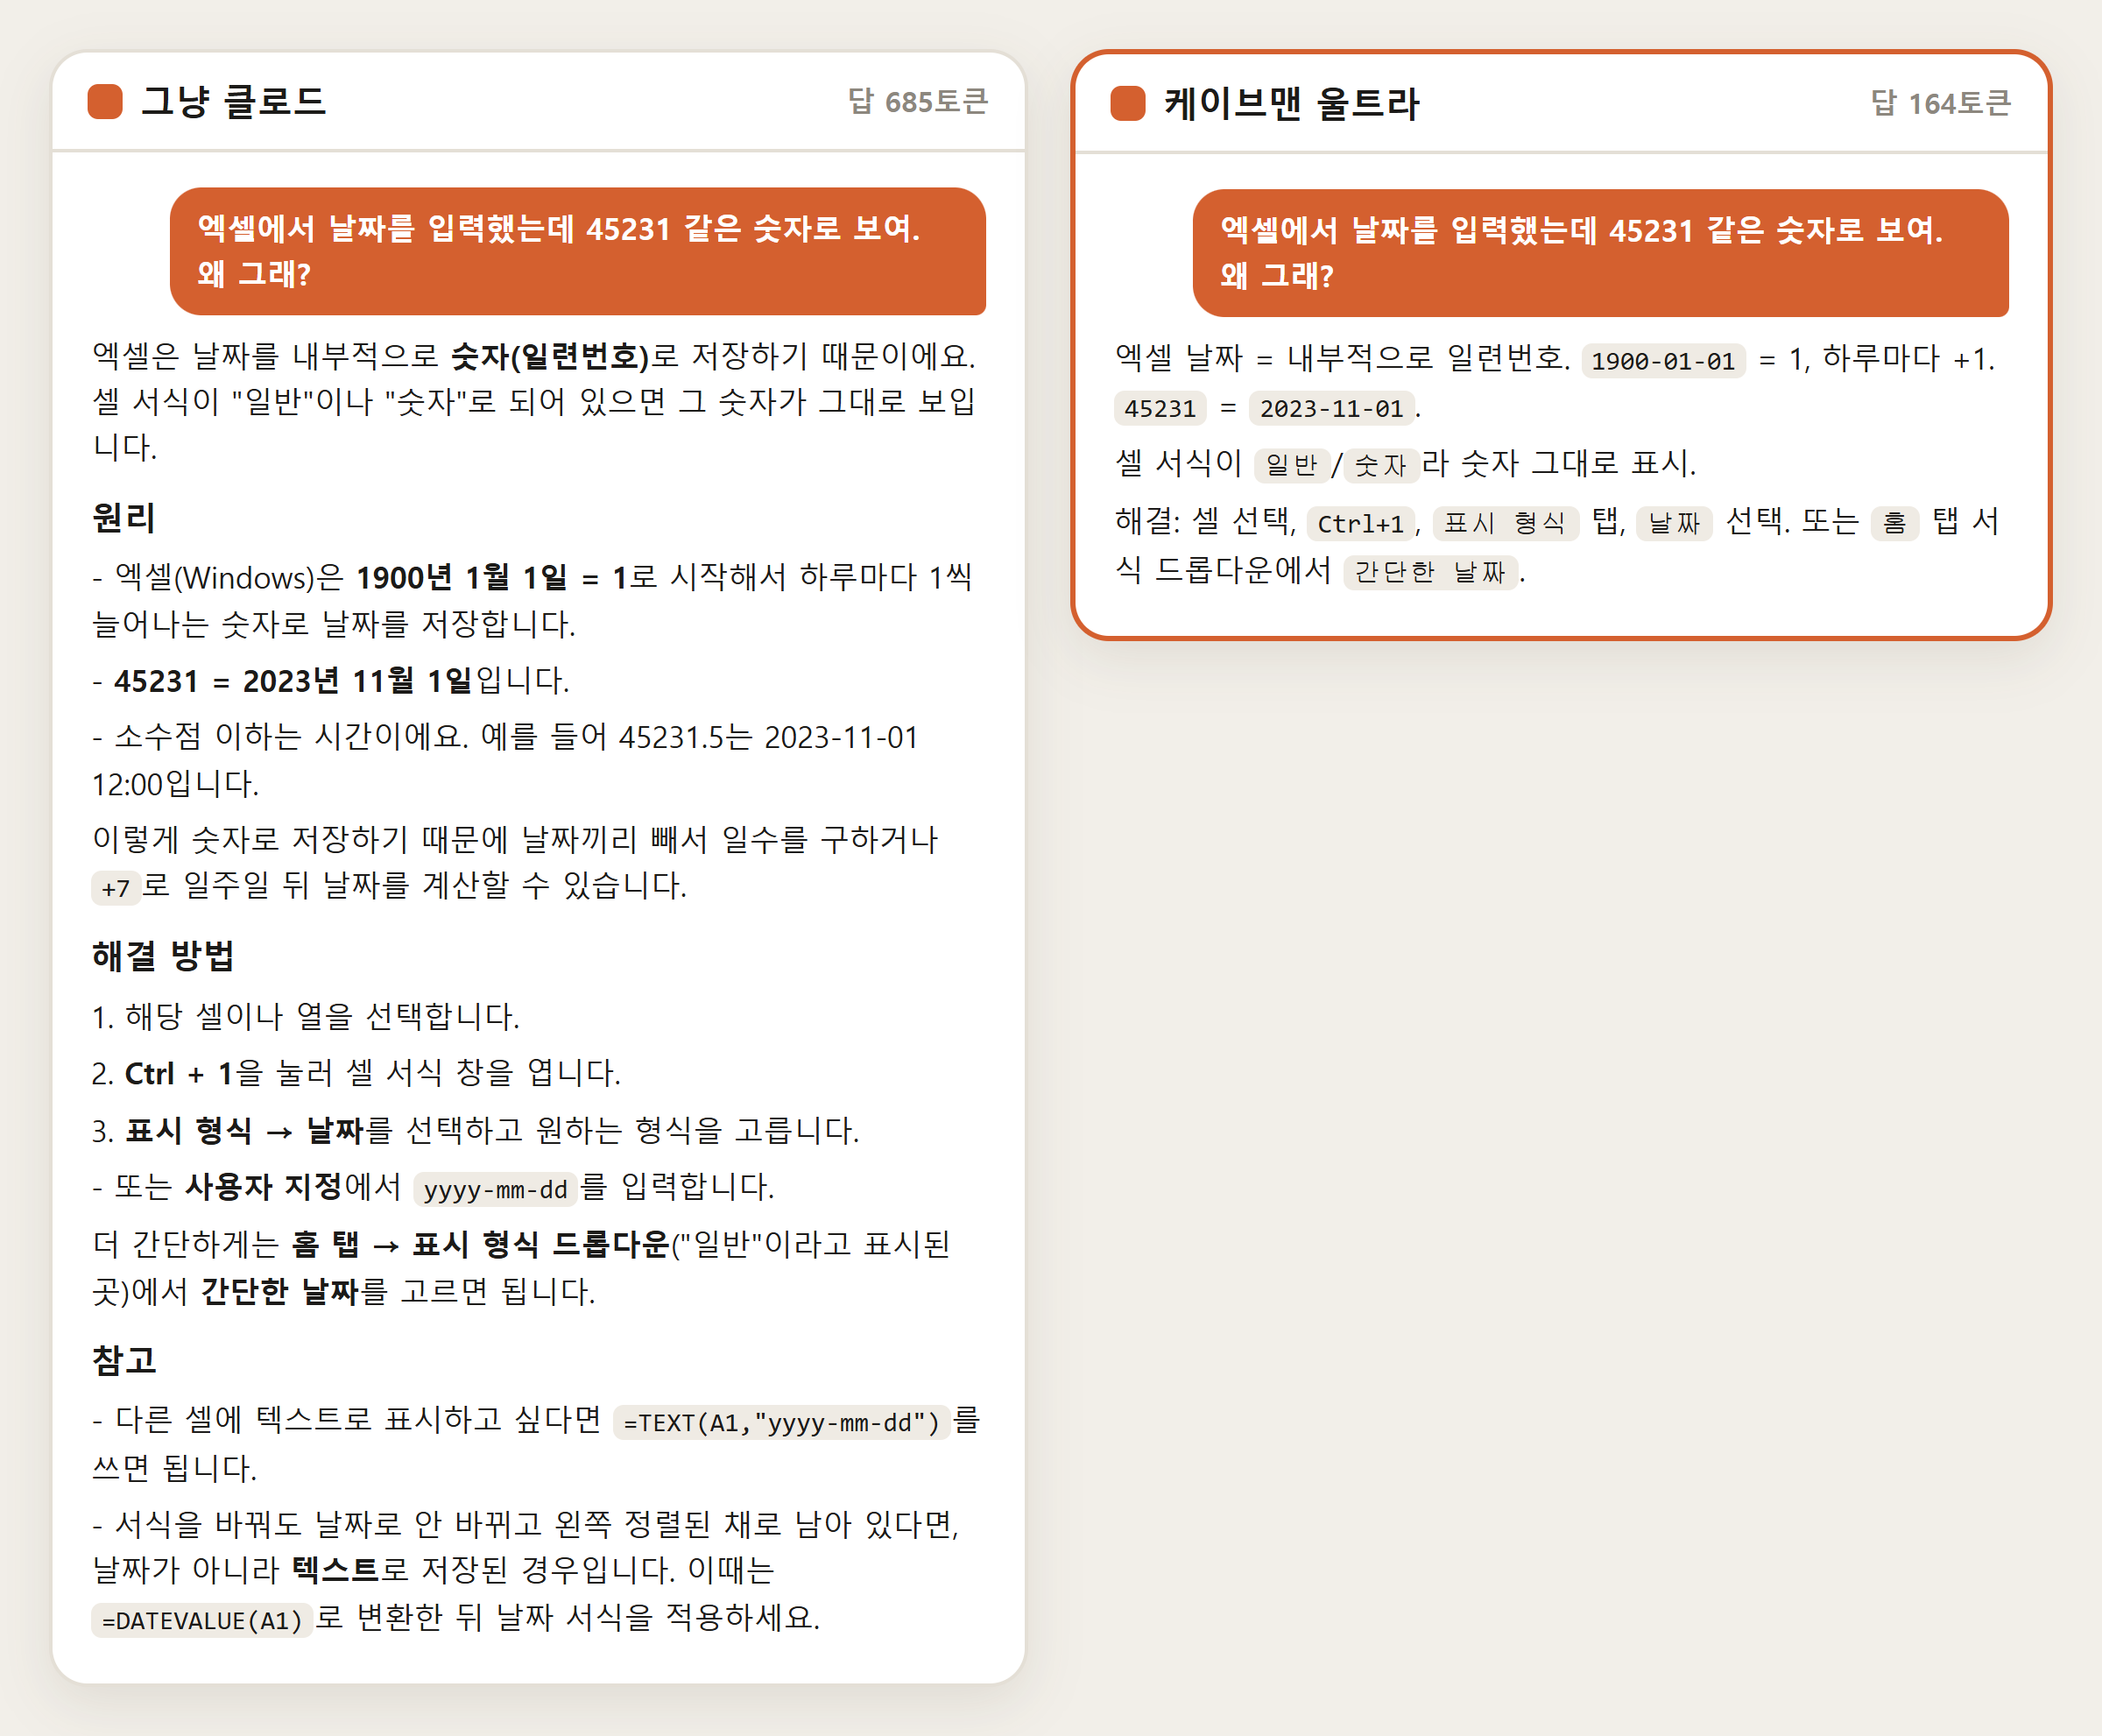 그냥 클로드
답 685토큰
엑셀에서 날짜를 입력했는데 45231 같은 숫자로 보여.
왜 그래?
엑셀은 날짜를 내부적으로 숫자(일련번호)로 저장하기 때문이에요.
셀 서식이 "일반"이나 "숫자"로 되어 있으면 그 숫자가 그대로 보입
니다.
원리
- 엑셀(Windows)은 1900년 1월 1일 = 1로 시작해서 하루마다 1씩
늘어나는 숫자로 날짜를 저장합니다.
- 45231 = 2023년 11월 1일입니다.
- 소수점 이하는 시간이에요. 예를 들어 45231.5는 2023-11-01
12:00입니다.
이렇게 숫자로 저장하기 때문에 날짜끼리 빼서 일수를 구하거나
+7로 일주일 뒤 날짜를 계산할 수 있습니다.
해결 방법
1. 해당 셀이나 열을 선택합니다.
2. Ctrl + 1을 눌러 셀 서식 창을 엽니다.
3. 표시 형식 → 날짜를 선택하고 원하는 형식을 고릅니다.
- 또는 사용자 지정에서 yyyy-mm-dd를 입력합니다.
더 간단하게는 홈 탭 → 표시 형식 드롭다운("일반"이라고 표시된
곳)에서 간단한 날짜를 고르면 됩니다.
참고
- 다른 셀에 텍스트로 표시하고 싶다면 =TEXT(A1,"yyyy-mm-dd")를
쓰면 됩니다.
- 서식을 바꿔도 날짜로 안 바뀌고 왼쪽 정렬된 채로 남아 있다면,
날짜가 아니라 텍스트로 저장된 경우입니다. 이때는
=DATEVALUE(A1)로 변환한 뒤 날짜 서식을 적용하세요.
케이브맨 울트라
답 164토큰
엑셀에서 날짜를 입력했는데 45231 같은 숫자로 보여.
왜 그래?
엑셀 날짜 = 내부적으로 일련번호. 1900-01-01 = 1, 하루마다 +1.
45231 = 2023-11-01.
셀 서식이 일반/숫자라 숫자 그대로 표시.
해결: 셀 선택, Ctrl+1, 표시 형식 탭, 날짜 선택. 또는 홈 탭 서
식 드롭다운에서 간단한 날짜.